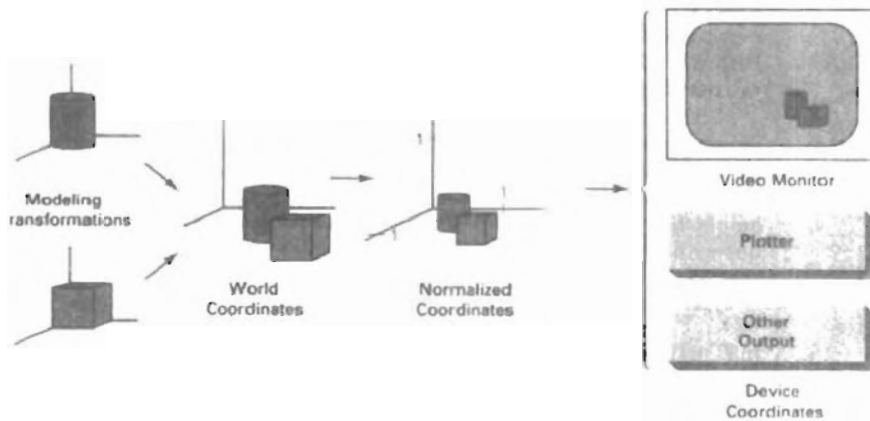 Modeling
ransformations
World
Coordinates
1
1
1
Normalized
Coordinates
Video Monitor
Plotter
Other
Output
Device
Coordinates